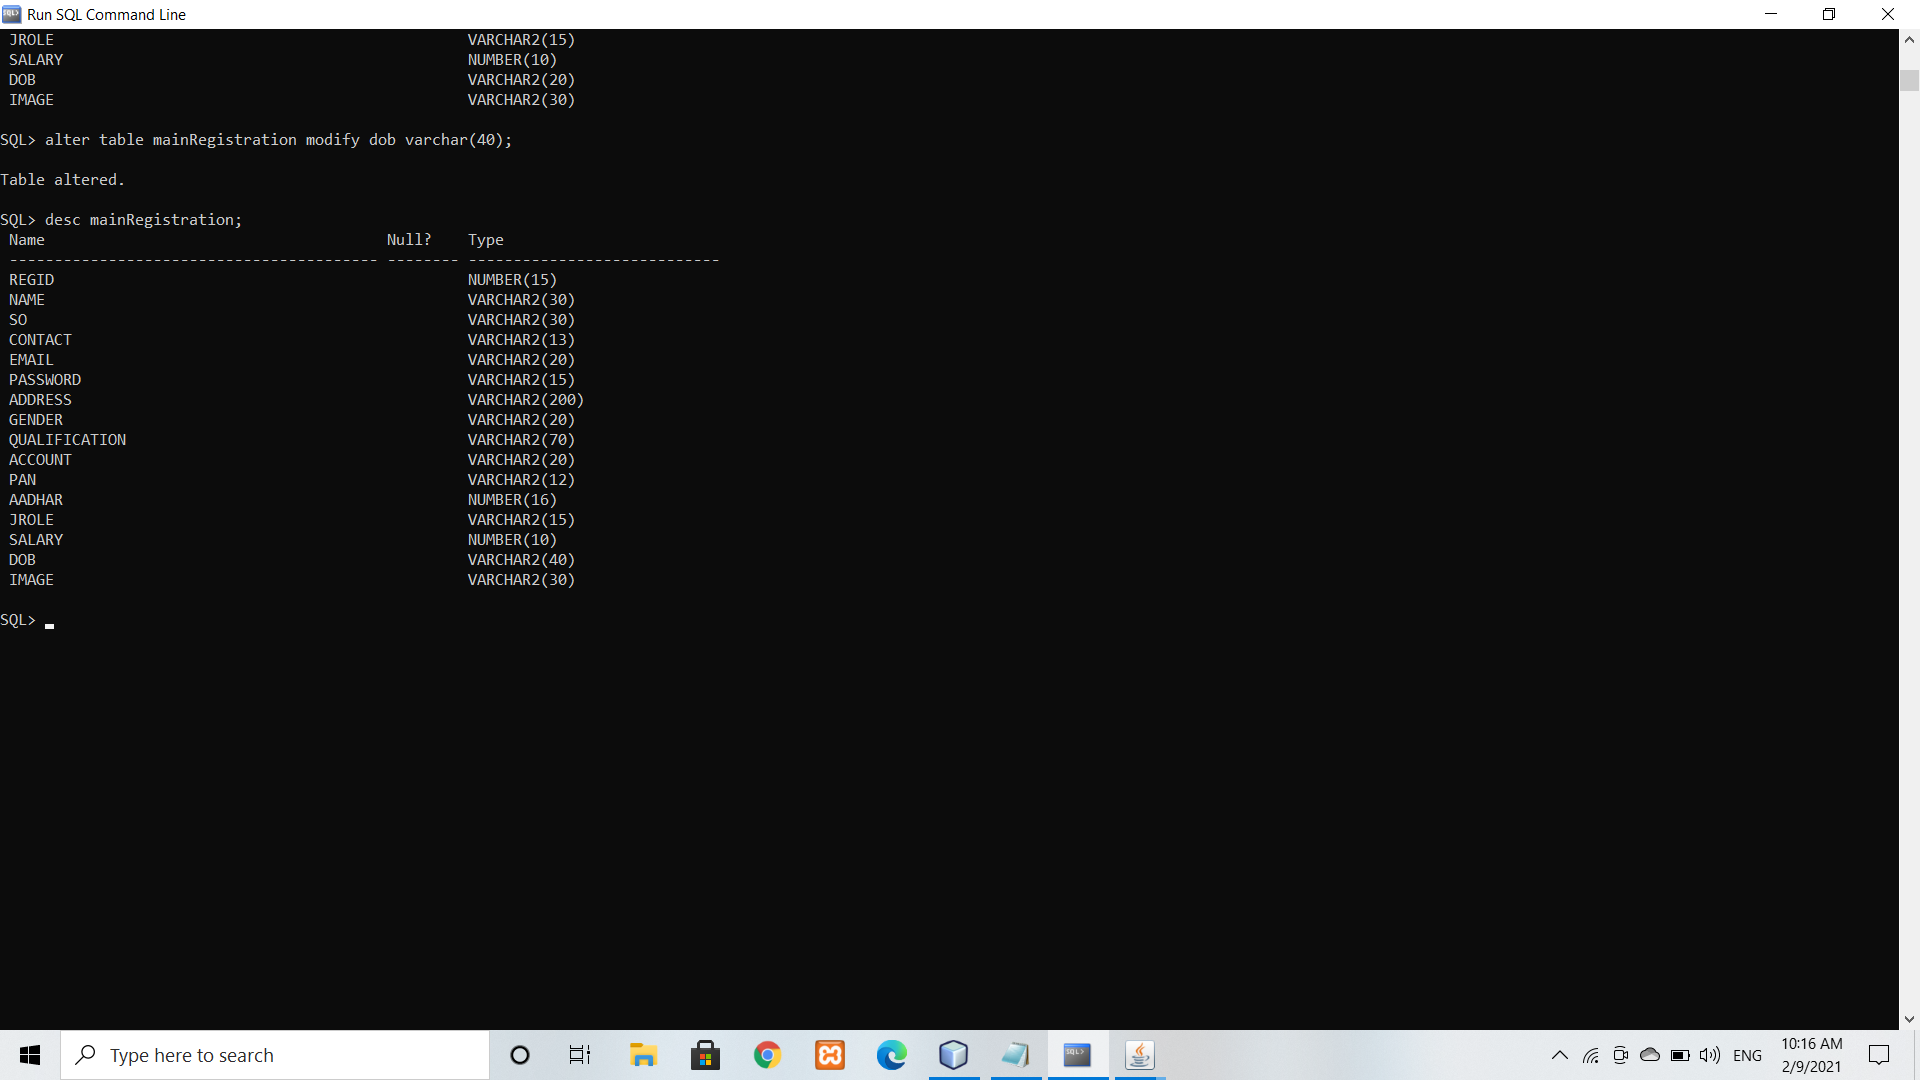 Run SQL Command Line
JROLE VARCHAR2(15)
SALARY NUMBER(10)
DOB VARCHAR2(20)
IMAGE VARCHAR2(30)
SQL> alter table mainRegistration modify dob varchar(40);
Table altered.
SQL> desc mainRegistration;
Name Null? Type
----------------------------------------- -------- ----------------------------
REGID NUMBER(15)
NAME VARCHAR2(30)
SO VARCHAR2(30)
CONTACT VARCHAR2(13)
EMAIL VARCHAR2(20)
PASSWORD VARCHAR2(15)
ADDRESS VARCHAR2(200)
GENDER VARCHAR2(20)
QUALIFICATION VARCHAR2(70)
ACCOUNT VARCHAR2(20)
PAN VARCHAR2(12)
AADHAR NUMBER(16)
JROLE VARCHAR2(15)
SALARY NUMBER(10)
DOB VARCHAR2(40)
IMAGE VARCHAR2(30)
SQL>
Type here to search
ENG
10:16 AM
2/9/2021